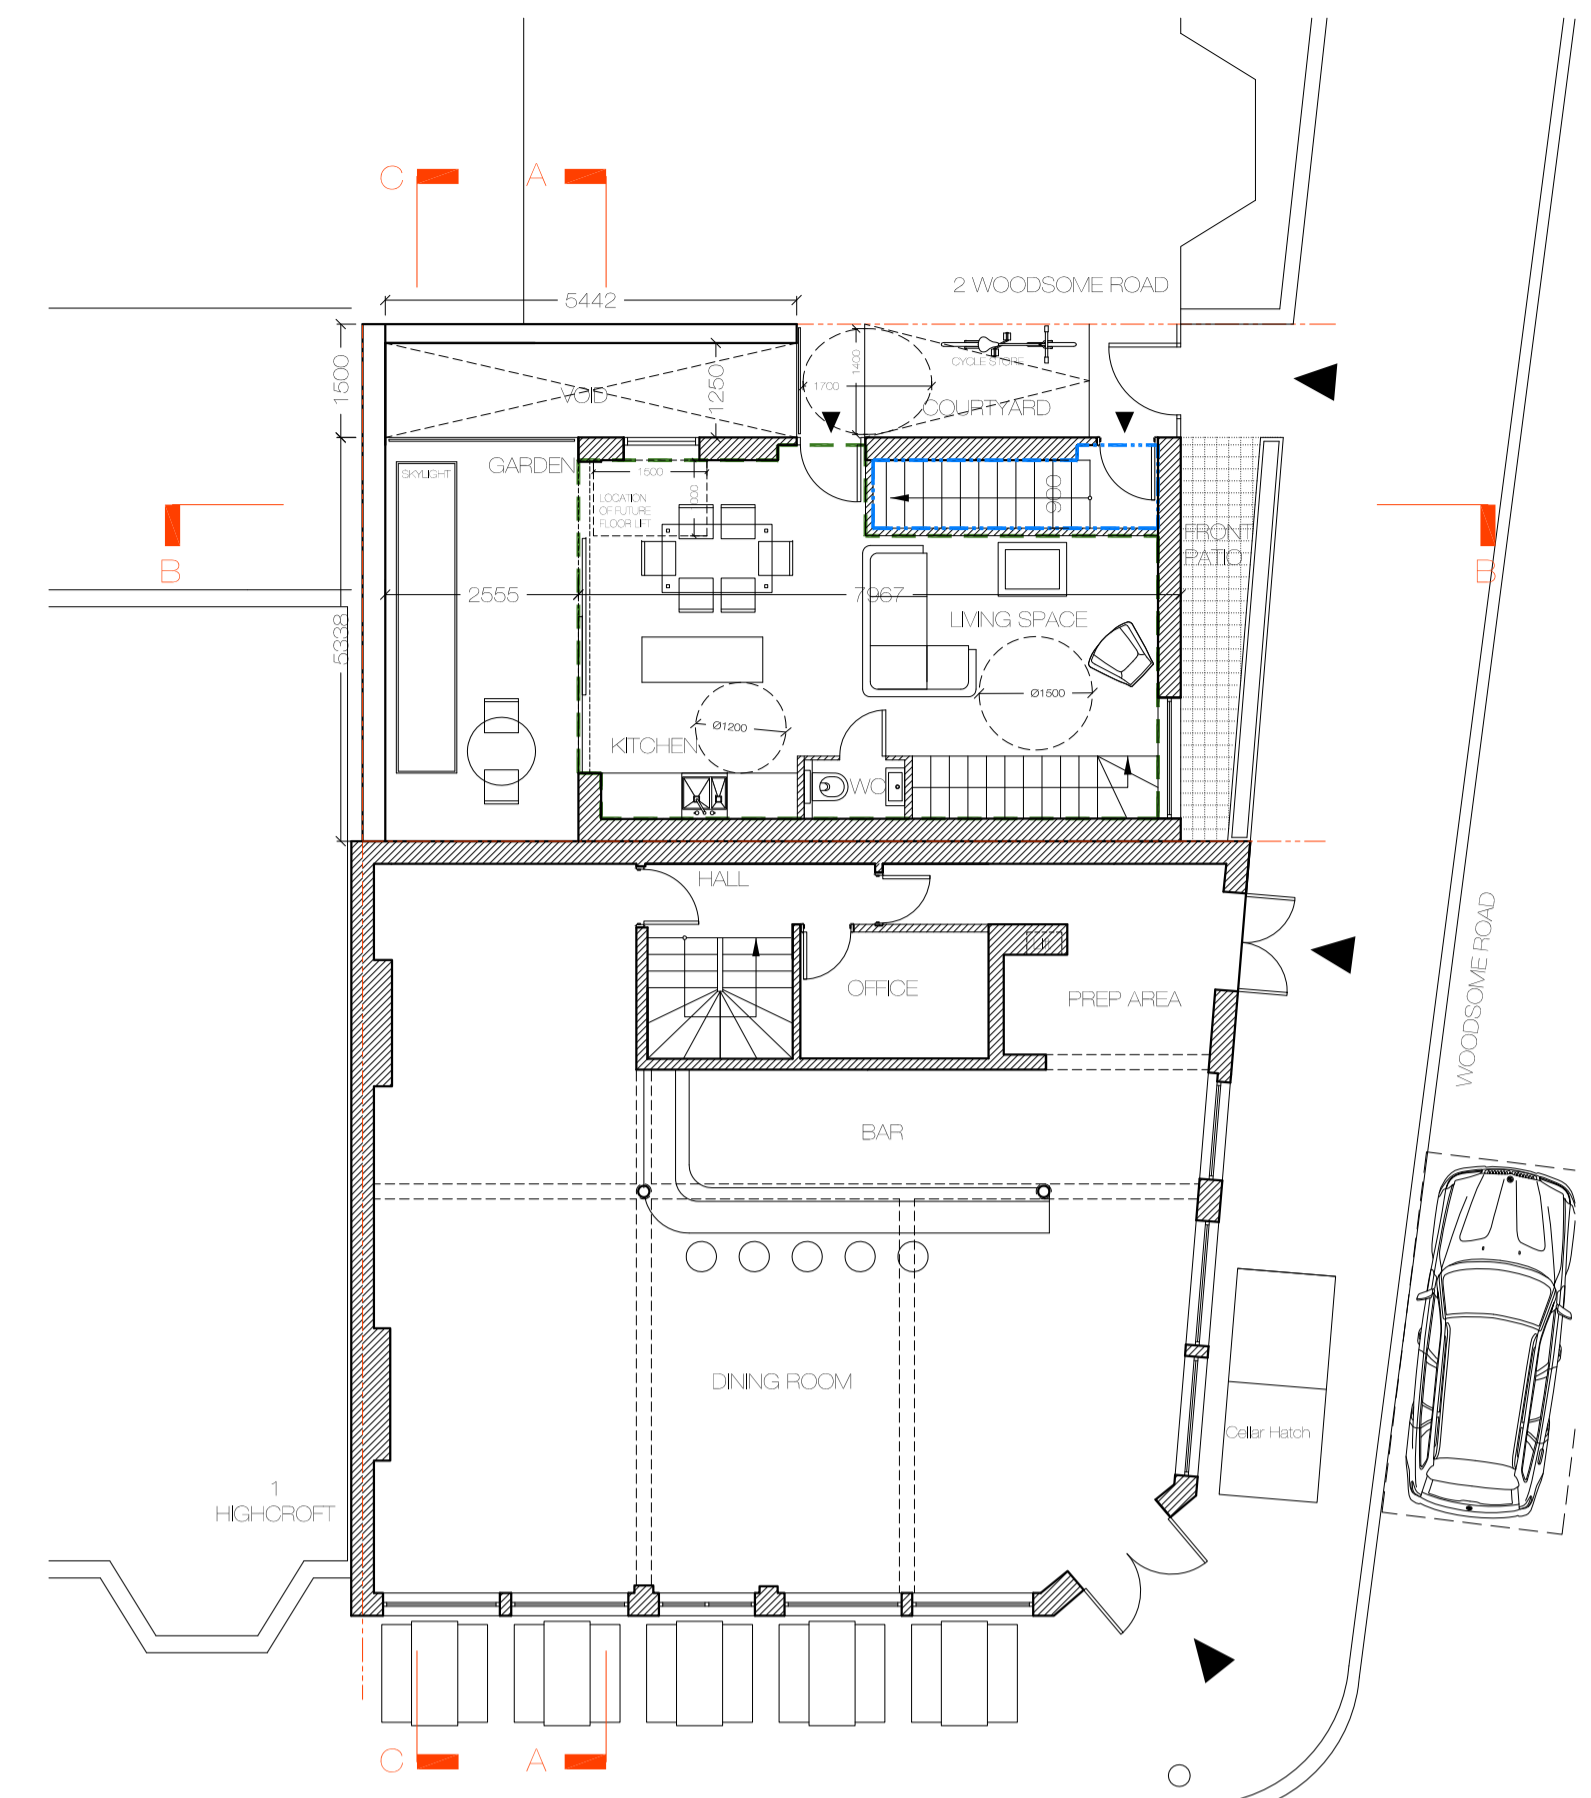 C
A
2 WOODSOME ROAD
5442
1500
VOID
1250
1400
1700
CYCLE STORE
COURTYARD
GARDEN
SKYLIGHT
1500
LOCATION
OF FUTURE
FLOOR LIFT
900
FRONT
PATIO
B
B
2555
7967
5338
LIVING SPACE
Ø1500
Ø1200
KITCHEN
WC
HALL
OFFICE
PREP AREA
WOODSOME ROAD
BAR
DINING ROOM
Cellar Hatch
1
HIGHCROFT
C
A